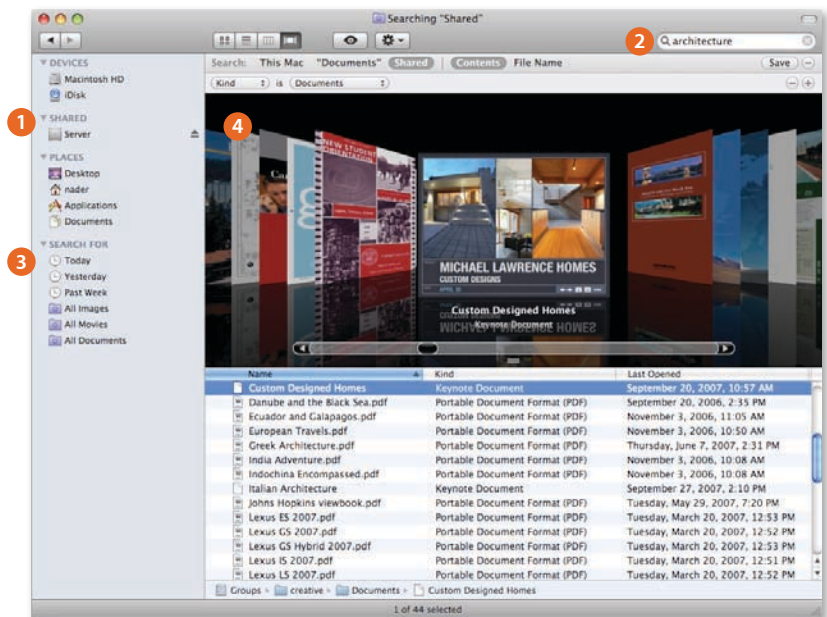 Searching "Shared"
2
architecture
DEVICES
Macintosh HD
iDisk
1
SHARED
Server
PLACES
Desktop
nader
Applications
Documents
3
SEARCH FOR
Today
Yesterday
Past Week
All Images
All Movies
All Documents
Search: This Mac "Documents" Shared Contents File Name Save
Kind is Documents
4
NEW STUDENT
ORIENTATION
MICHAEL LAWRENCE HOMES
CUSTOM DESIGNS
Custom Designed Homes
Keynote Document
Name Kind Last Opened
Custom Designed Homes Keynote Document September 20, 2007, 10:57 AM
Danube and the Black Sea.pdf Portable Document Format (PDF) September 20, 2006, 2:35 PM
Ecuador and Galapagos.pdf Portable Document Format (PDF) November 3, 2006, 11:05 AM
European Travels.pdf Portable Document Format (PDF) November 3, 2006, 10:50 AM
Greek Architecture.pdf Portable Document Format (PDF) Thursday, June 7, 2007, 2:31 PM
India Adventure.pdf Portable Document Format (PDF) November 3, 2006, 10:08 AM
Indochina Encompassed.pdf Portable Document Format (PDF) November 3, 2006, 10:08 AM
Italian Architecture Keynote Document September 27, 2007, 2:10 PM
Johns Hopkins viewbook.pdf Portable Document Format (PDF) Tuesday, May 29, 2007, 7:20 PM
Lexus ES 2007.pdf Portable Document Format (PDF) Tuesday, March 20, 2007, 12:53 PM
Lexus GS 2007.pdf Portable Document Format (PDF) Tuesday, March 20, 2007, 12:52 PM
Lexus GS Hybrid 2007.pdf Portable Document Format (PDF) Tuesday, March 20, 2007, 12:53 PM
Lexus IS 2007.pdf Portable Document Format (PDF) Tuesday, March 20, 2007, 12:51 PM
Lexus LS 2007.pdf Portable Document Format (PDF) Tuesday, March 20, 2007, 12:52 PM
Groups creative Documents Custom Designed Homes
1 of 44 selected